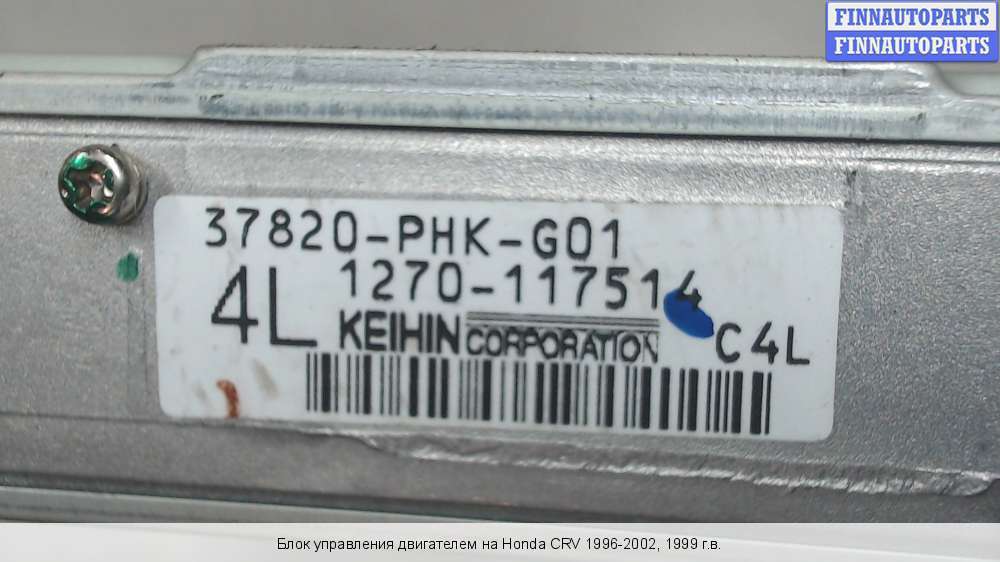 FINNAUTOPARTS
FINNAUTOPARTS
37820-PHK-G01
1270-117514
4L
KEIHIN CORPORATION
C4L
Блок управления двигателем на Honda CRV 1996-2002, 1999 г.в.